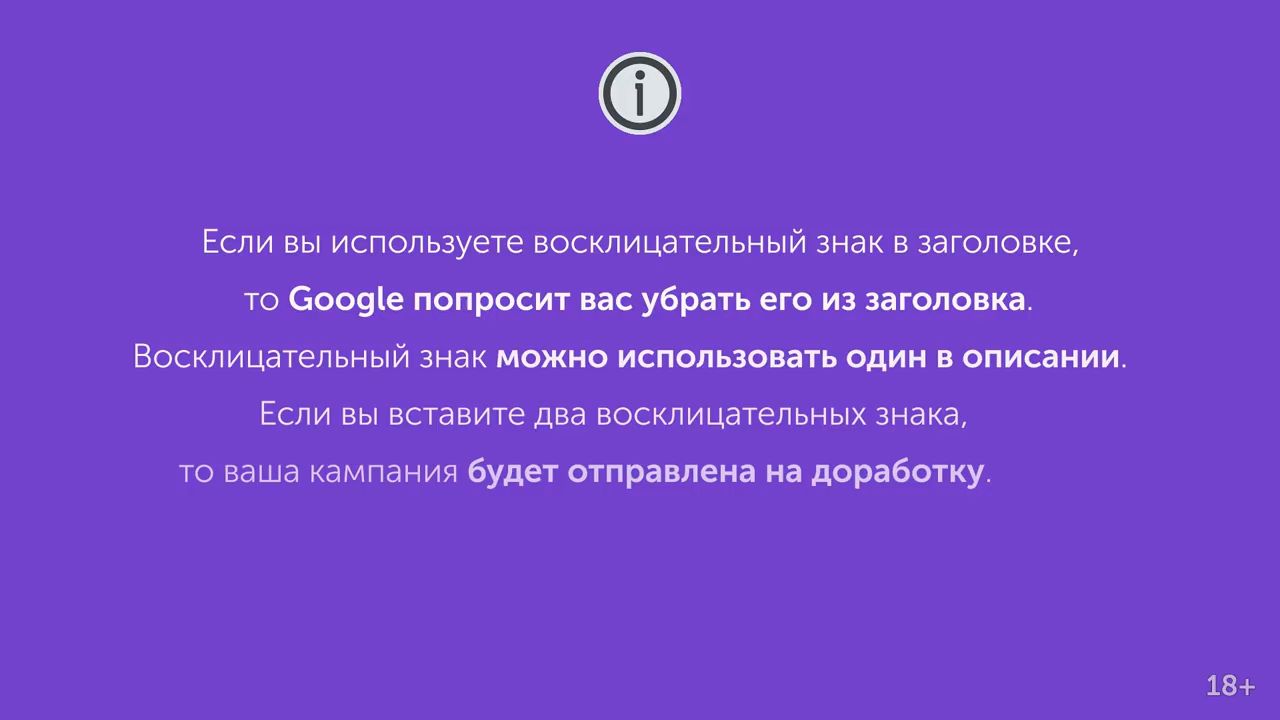 Если вы используете восклицательный знак в заголовке,
то Google попросит вас убрать его из заголовка.
Восклицательный знак можно использовать один в описании.
Если вы вставите два восклицательных знака,
то ваша кампания будет отправлена на доработку.
18+